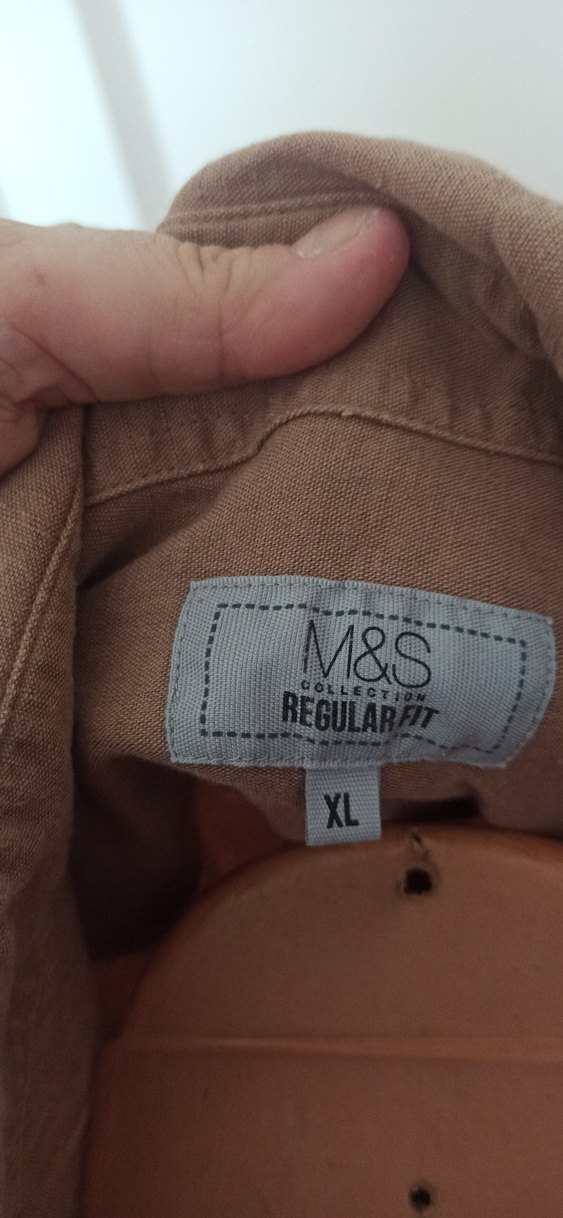 M&S
COLLECTION
REGULAR FIT
XL